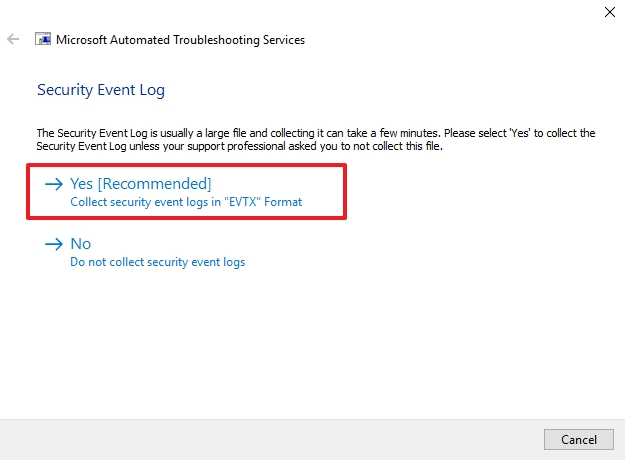 Microsoft Automated Troubleshooting Services
Security Event Log
The Security Event Log is usually a large file and collecting it can take a few minutes. Please select 'Yes' to collect the
Security Event Log unless your support professional asked you to not collect this file.
Yes [Recommended]
Collect security event logs in "EVTX" Format
No
Do not collect security event logs
Cancel